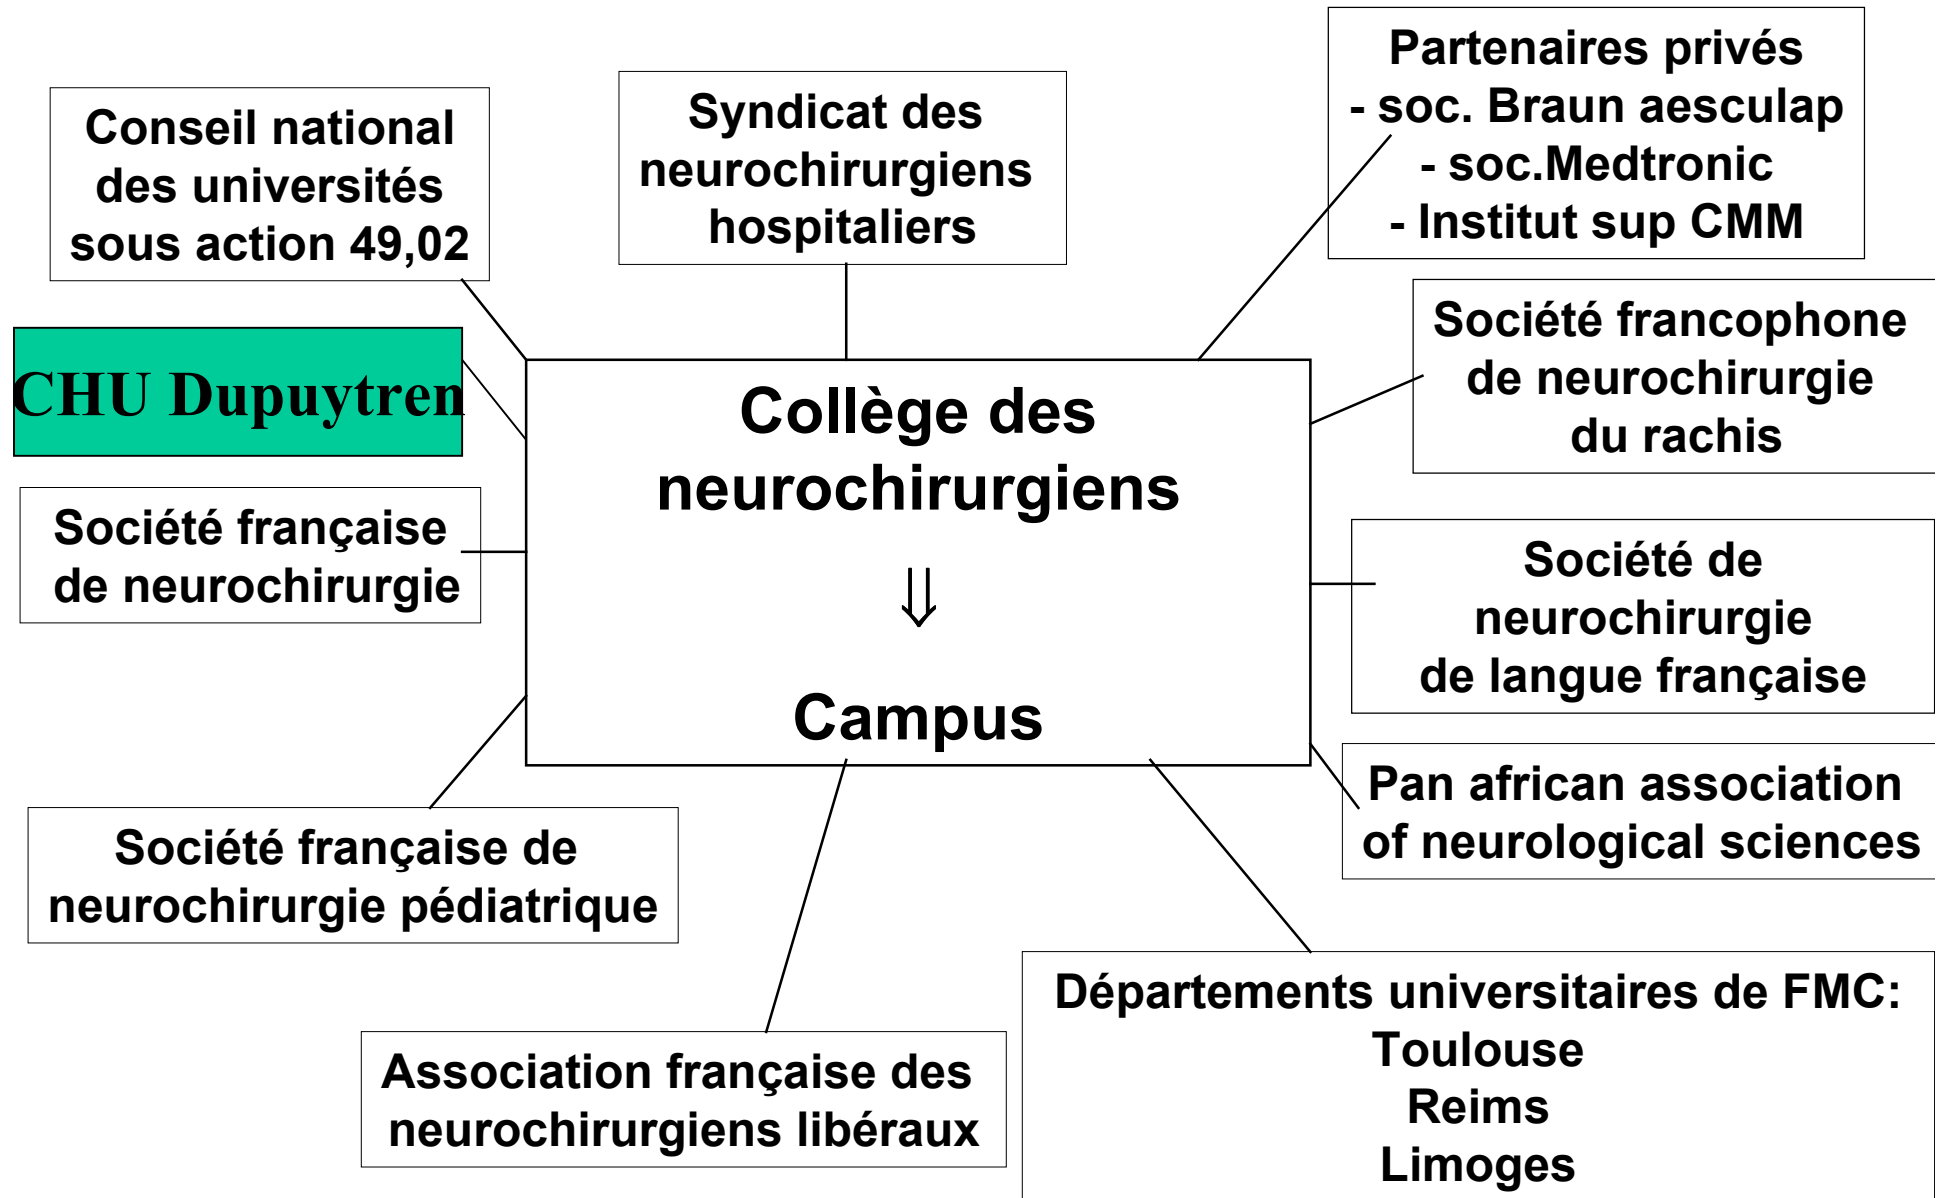 Conseil national
des universités
sous action 49,02
Syndicat des
neurochirurgiens
hospitaliers
Partenaires privés
- soc. Braun aesculap
- soc.Medtronic
- Institut sup CMM
CHU Dupuytren
Société francophone
de neurochirurgie
du rachis
Collège des
neurochirurgiens
⇓
Campus
Société française
de neurochirurgie
Société de
neurochirurgie
de langue française
Pan african association
of neurological sciences
Société française de
neurochirurgie pédiatrique
Association française des
neurochirurgiens libéraux
Départements universitaires de FMC:
Toulouse
Reims
Limoges